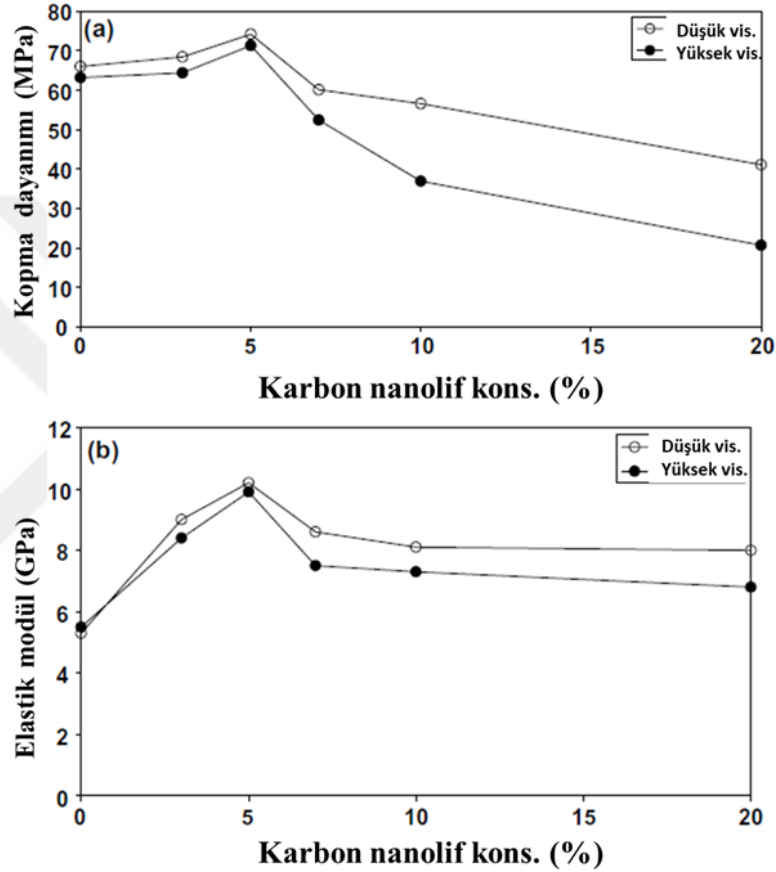 (a)
Düşük vis.
Yüksek vis.
Kopma dayanımı (MPa)
80
70
60
50
40
30
20
10
0
0 5 10 15 20
Karbon nanolif kons. (%)
(b)
Düşük vis.
Yüksek vis.
Elastik modül (GPa)
12
10
8
6
4
2
0
0 5 10 15 20
Karbon nanolif kons. (%)